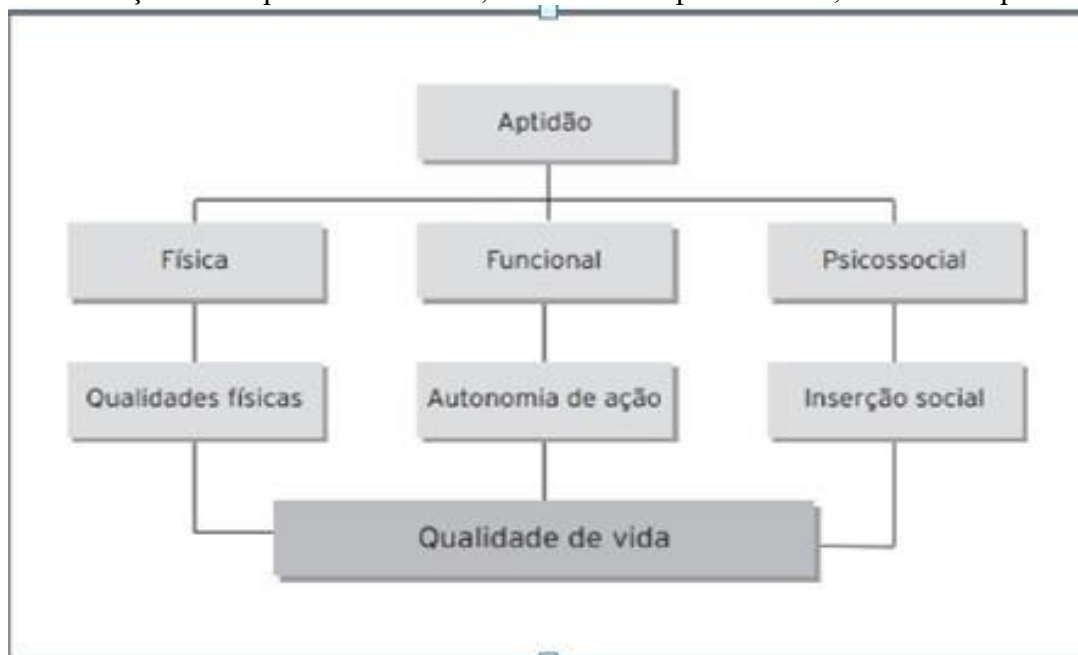 Aptidão
Física
Funcional
Psicossocial
Qualidades físicas
Autonomia de ação
Inserção social
Qualidade de vida